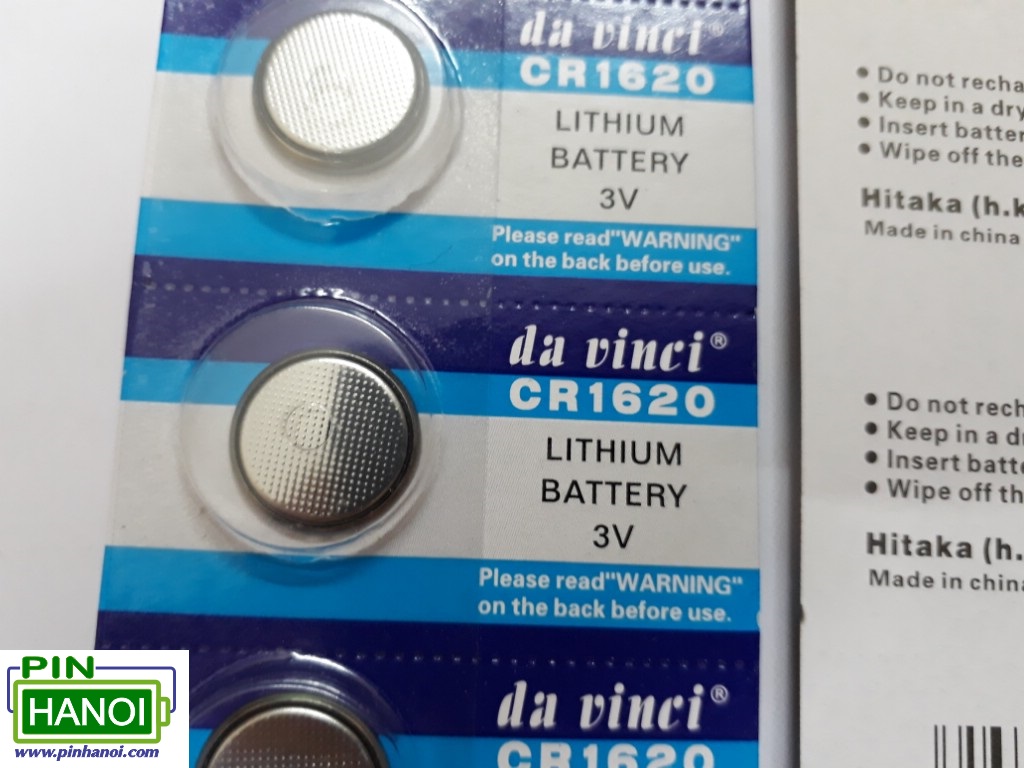 da vinci®
CR1620
LITHIUM
BATTERY
3V
Please read"WARNING"
on the back before use.
da vinci®
CR1620
LITHIUM
BATTERY
3V
Please read"WARNING"
on the back before use.
da vinci®
CR1620
• Do not recha
• Keep in a dry
• Insert batter
• Wipe off the
Hitaka (h.k
Made in china
• Do not rech
• Keep in a dr
• Insert batte
• Wipe off th
Hitaka (h.
Made in china
PIN
HANOI
www.pinhanoi.com